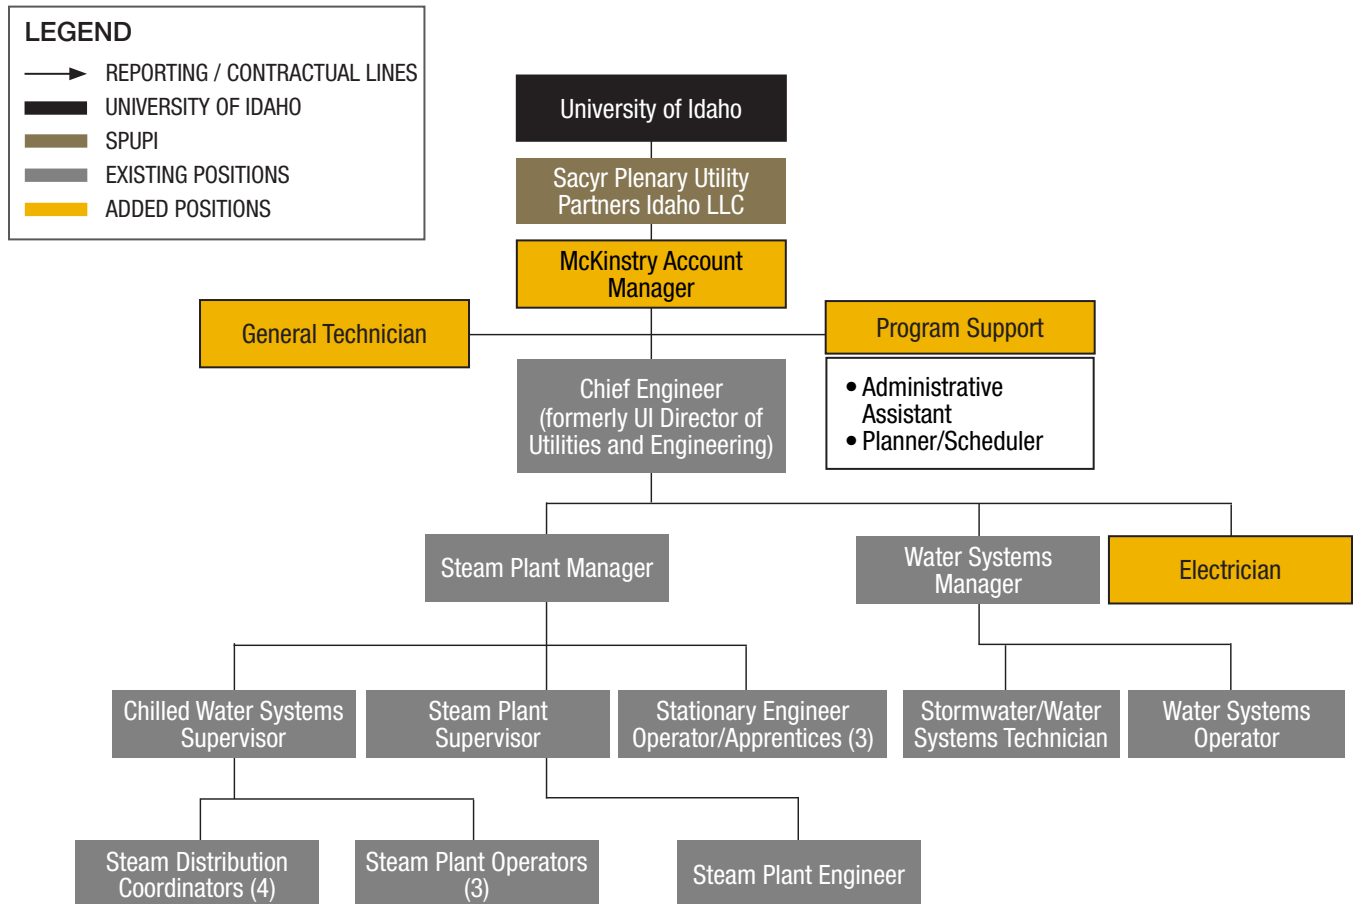 LEGEND
REPORTING / CONTRACTUAL LINES
UNIVERSITY OF IDAHO
SPUPI
EXISTING POSITIONS
ADDED POSITIONS
University of Idaho
Sacyr Plenary Utility
Partners Idaho LLC
McKinstry Account
Manager
General Technician
Program Support
• Administrative
Assistant
• Planner/Scheduler
Chief Engineer
(formerly UI Director of
Utilities and Engineering)
Steam Plant Manager
Water Systems
Manager
Electrician
Chilled Water Systems
Supervisor
Steam Plant
Supervisor
Stationary Engineer
Operator/Apprentices (3)
Stormwater/Water
Systems Technician
Water Systems
Operator
Steam Distribution
Coordinators (4)
Steam Plant Operators
(3)
Steam Plant Engineer